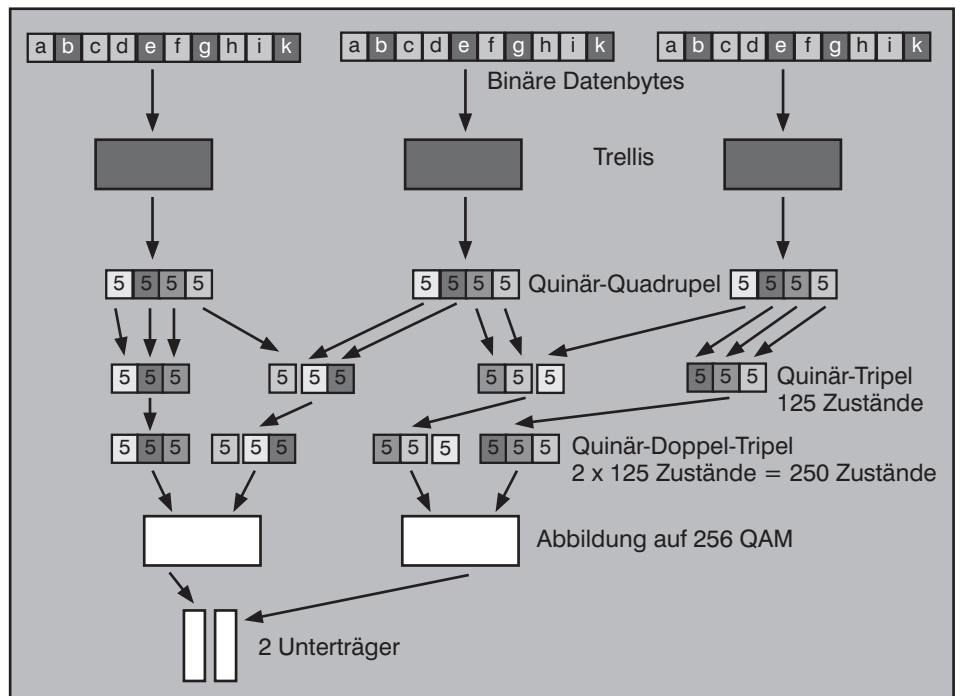 a b c d e f g h i k a b c d e f g h i k a b c d e f g h i k
Binäre Datenbytes
Trellis
5 5 5 5 5 5 5 5 Quinär-Quadrupel 5 5 5 5
5 5 5 5 5 5 5 5 5 5 5 5 Quinär-Tripel
125 Zustände
5 5 5 5 5 5 5 5 5 5 5 5 Quinär-Doppel-Tripel
2 x 125 Zustände = 250 Zustände
Abbildung auf 256 QAM
2 Unterträger